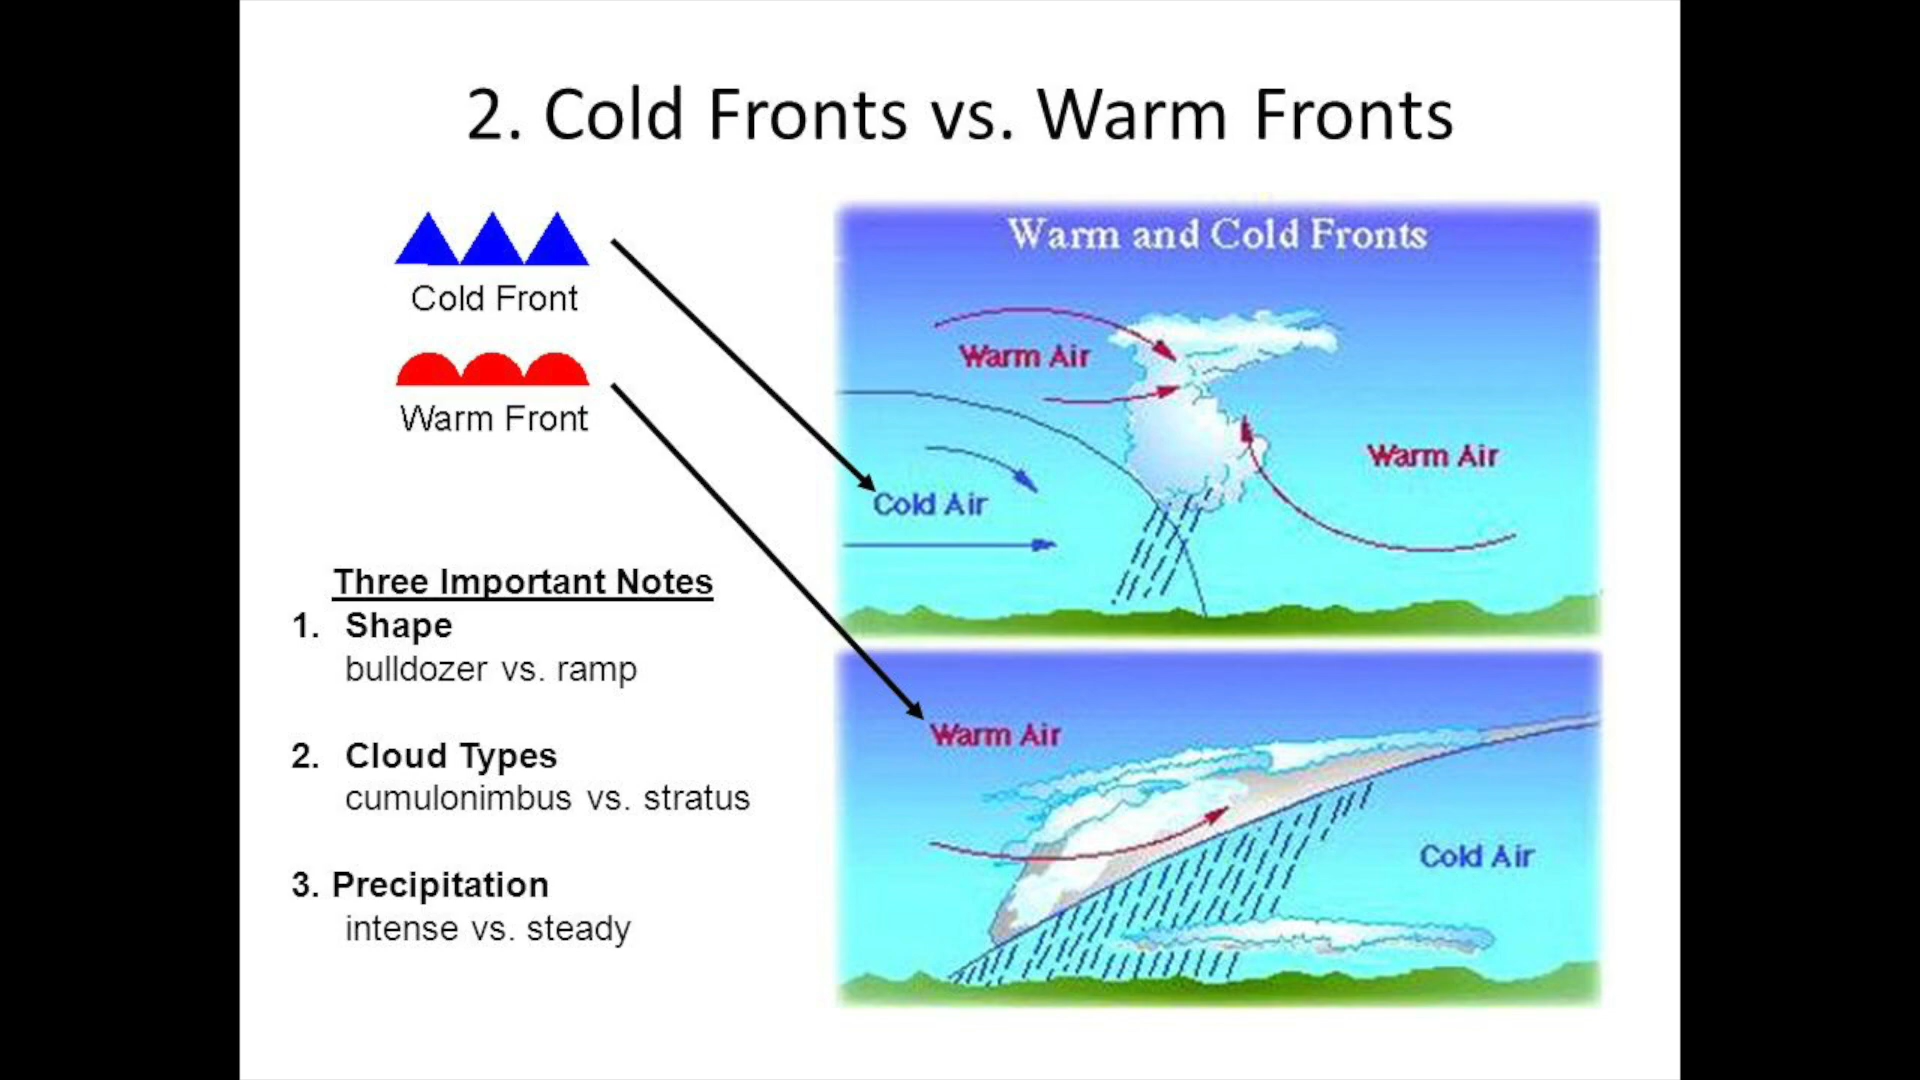 2. Cold Fronts vs. Warm Fronts
Cold Front
Warm Front
Three Important Notes
1. Shape
bulldozer vs. ramp
2. Cloud Types
cumulonimbus vs. stratus
3. Precipitation
intense vs. steady
Warm and Cold Fronts
Warm Air
Warm Air
Cold Air
Warm Air
Cold Air